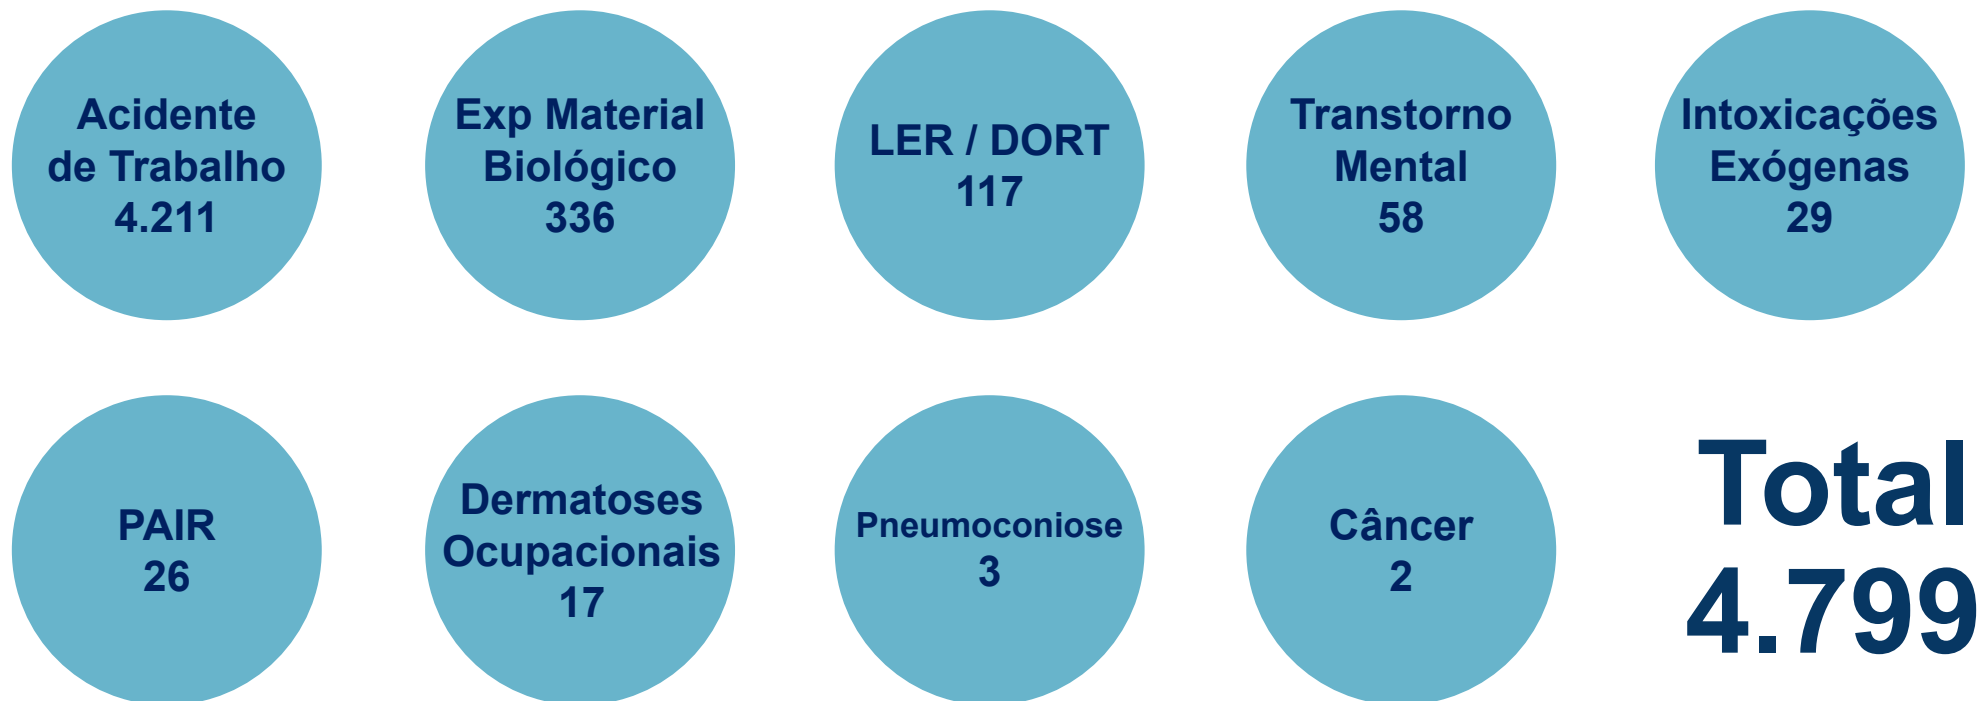 Acidente
de Trabalho
4.211
Exp Material
Biológico
336
LER / DORT
117
Transtorno
Mental
58
Intoxicações
Exógenas
29
PAIR
26
Dermatoses
Ocupacionais
17
Pneumoconiose
3
Câncer
2
Total
4.799